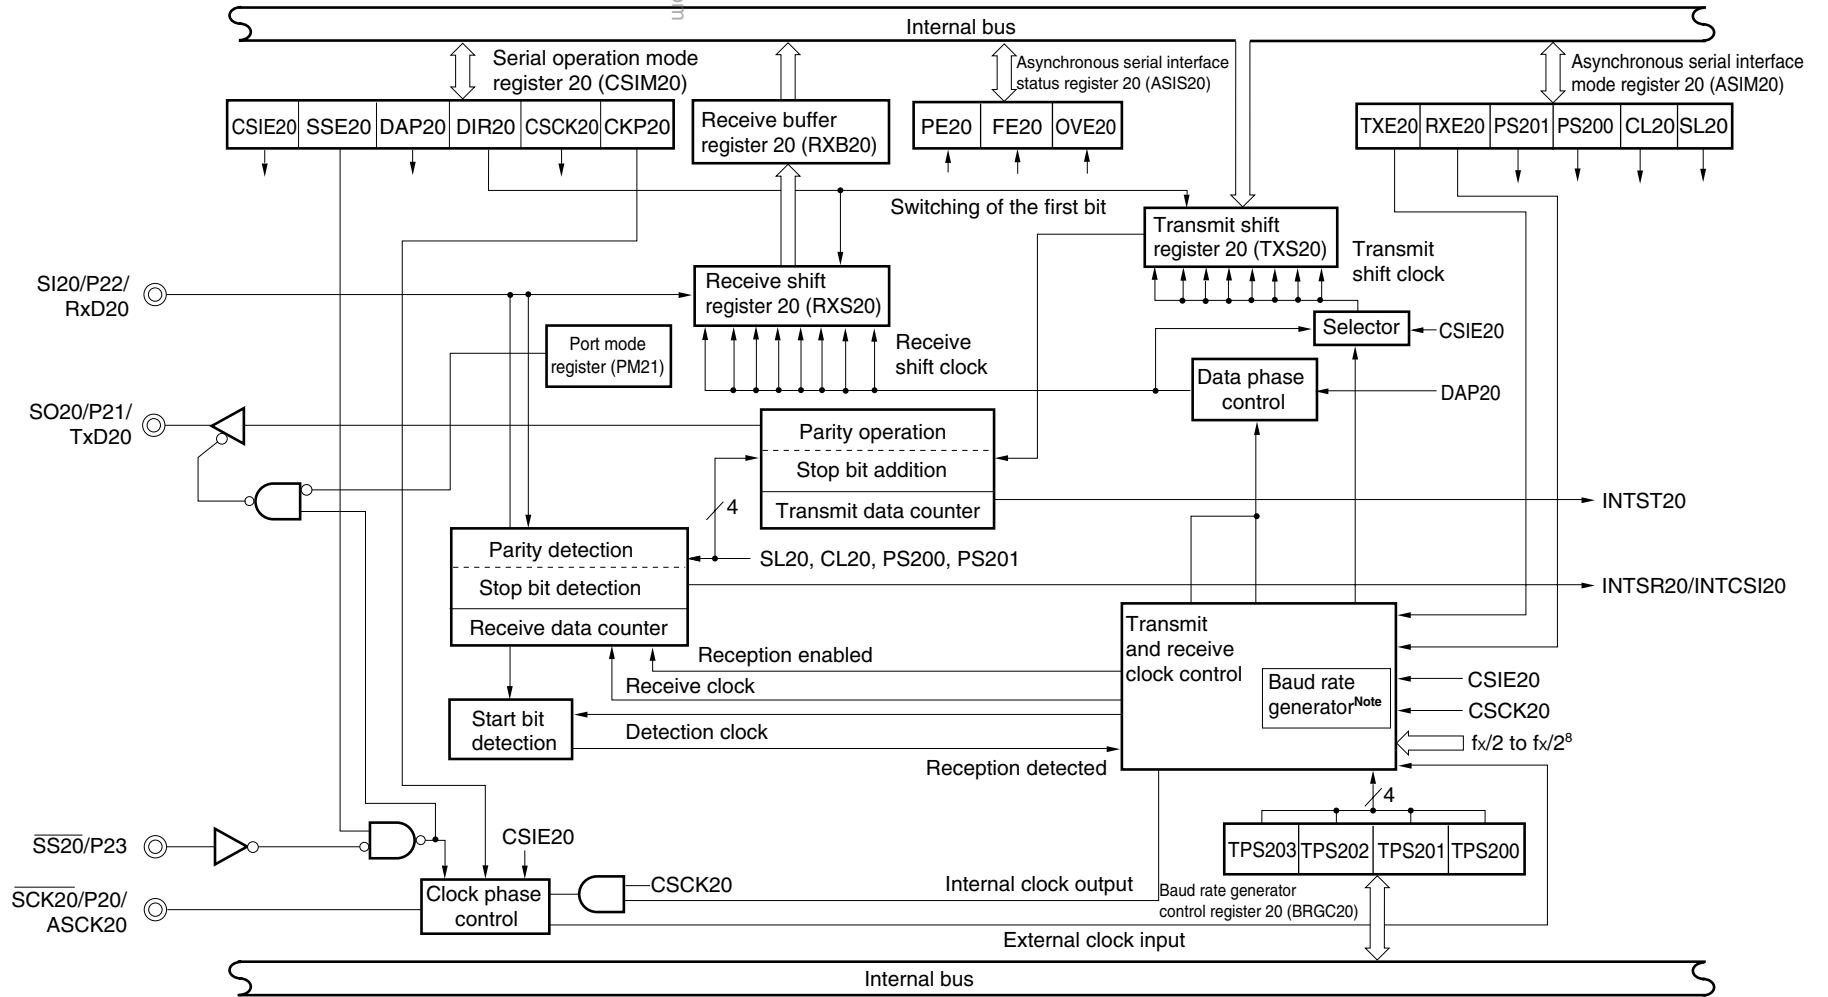 mo
Internal bus
Serial operation mode
register 20 (CSIM20)
Asynchronous serial interface
status register 20 (ASIS20)
Asynchronous serial interface
mode register 20 (ASIM20)
CSIE20 SSE20 DAP20 DIR20 CSCK20 CKP20
Receive buffer
register 20 (RXB20)
PE20 FE20 OVE20
TXE20 RXE20 PS201 PS200 CL20 SL20
Switching of the first bit
Transmit shift
register 20 (TXS20)
Transmit
shift clock
SI20/P22/
RxD20
Receive shift
register 20 (RXS20)
Selector
CSIE20
Port mode
register (PM21)
Receive
shift clock
Data phase
control
DAP20
SO20/P21/
TxD20
Parity operation
Stop bit addition
Transmit data counter
4
INTST20
Parity detection
Stop bit detection
Receive data counter
SL20, CL20, PS200, PS201
INTSR20/INTCSI20
Transmit
and receive
clock control
Baud rate
generatorNote
Reception enabled
Receive clock
CSIE20
CSCK20
Start bit
detection
Detection clock
fx/2 to fx/2⁸
Reception detected
4
SS20/P23
CSIE20
TPS203 TPS202 TPS201 TPS200
SCK20/P20/
ASCK20
Clock phase
control
CSCK20
Internal clock output
Baud rate generator
control register 20 (BRGC20)
External clock input
Internal bus